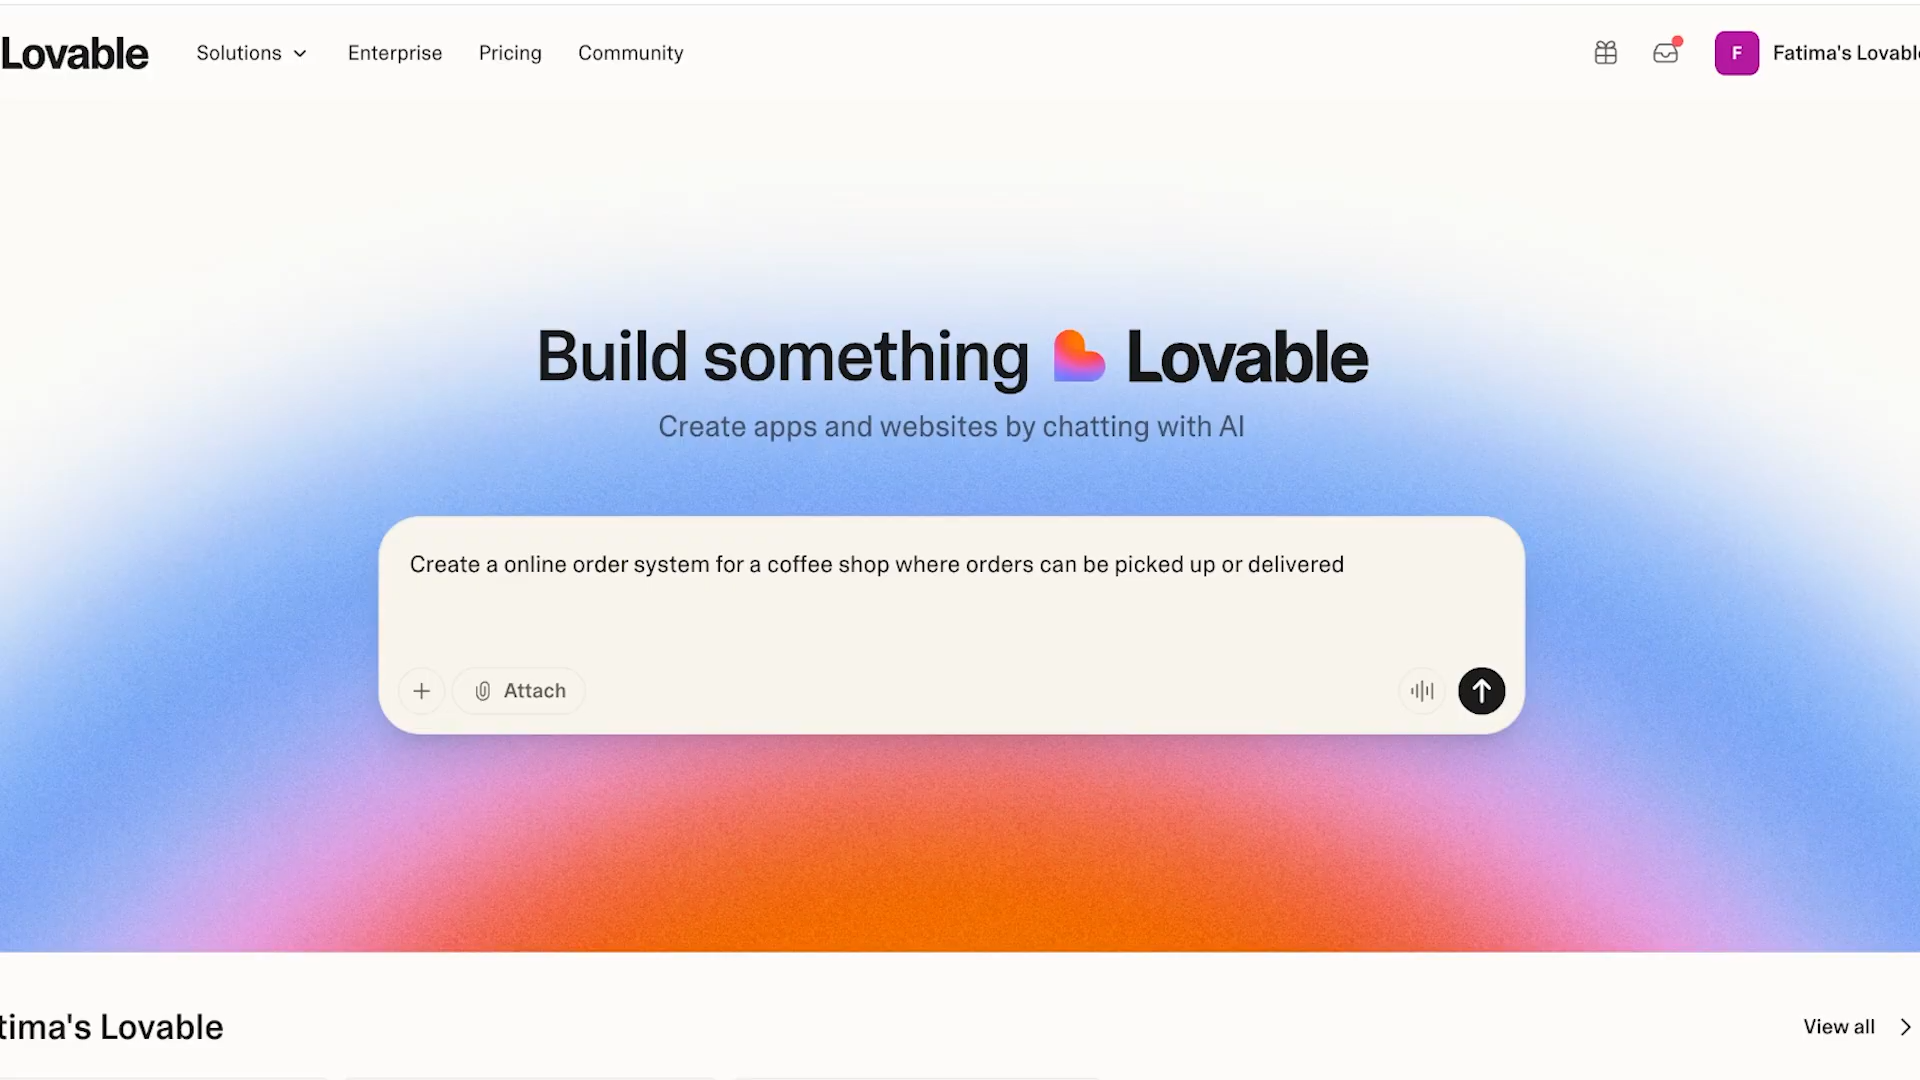 Lovable
Solutions
Enterprise
Pricing
Community
F
Fatima's Lovable
Build something Lovable
Create apps and websites by chatting with AI
Create a online order system for a coffee shop where orders can be picked up or delivered
Attach
tima's Lovable
View all